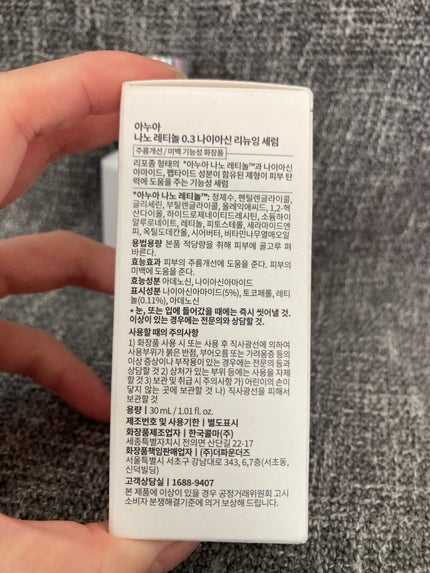 아누아
나노 레티놀 0.3 나이아신 리뉴잉 세럼
주름개선 / 미백 기능성 화장품
리포좀 형태의 *아누아 나노 레티놀™과 나이아신
아마이드, 펩타이드 성분이 함유된 제형이 피부 탄
력에 도움을 주는 기능성 세럼
*아누아 나노 레티놀™: 정제수, 펜틸렌글라이콜,
글리세린, 부틸렌글라이콜, 올레익애씨드, 1,2-헥
산다이올, 하이드로제네이티드레시틴, 소듐하이
알루로네이트, 레티놀, 피토스테롤, 세라마이드엔
피, 옥틸도데칸올, 시어버터, 비타민나무열매오일
용법용량 본품 적당량을 취해 피부에 골고루 펴
바른다.
효능효과 피부의 주름개선에 도움을 준다. 피부의
미백에 도움을 준다.
효능성분 아데노신, 나이아신아마이드
표시성분 나이아신아마이드(5%), 토코페롤, 레티
놀(0.11%), 아데노신
* 눈, 또는 입에 들어갔을 때에는 즉시 씻어낼 것.
이상이 있는 경우에는 전문의와 상담할 것.
사용할 때의 주의사항
1) 화장품 사용 시 또는 사용 후 직사광선에 의하여
사용부위가 붉은 반점, 부어오름 또는 가려움증 등의
이상 증상이나 부작용이 있는 경우에는 전문의 등과
상담할 것 2) 상처가 있는 부위 등에는 사용을 자제
할 것 3) 보관 및 취급 시 주의사항 가) 어린이의 손이
닿지 않는 곳에 보관할 것 나) 직사광선을 피해서
보관할 것
용량 | 30 mL / 1.01 fl. oz.
제조번호 및 사용기한 | 별도표시
화장품제조업자 | 한국콜마(주)
세종특별자치시 전의면 산단길 22-17
화장품책임판매업자 | (주)더파운더즈
서울특별시 서초구 강남대로 343, 6,7층(서초동,
신덕빌딩)
고객상담실 | 1688-9407
본 제품에 이상이 있을 경우 공정거래위원회 고시
소비자 분쟁해결기준에 의거 보상해 드립니다.